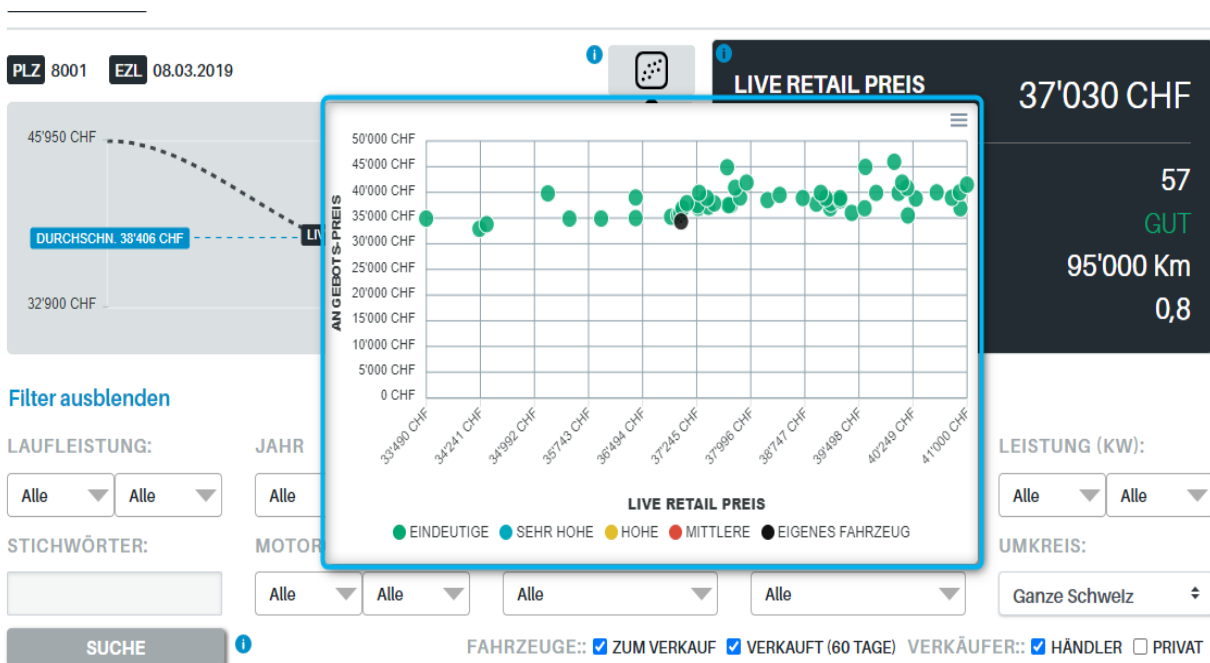 PLZ 8001 EZL 08.03.2019
LIVE RETAIL PREIS 37'030 CHF
45'950 CHF
DURCHSCHN. 38'406 CHF
32'900 CHF
57
GUT
95'000 Km
0,8
ANGEBOTS-PREIS
50'000 CHF
45'000 CHF
40'000 CHF
35'000 CHF
30'000 CHF
25'000 CHF
20'000 CHF
15'000 CHF
10'000 CHF
5'000 CHF
0 CHF
33'490 CHF 34'241 CHF 34'992 CHF 35'743 CHF 36'494 CHF 37'245 CHF 37'996 CHF 38'747 CHF 39'498 CHF 40'249 CHF 41'000 CHF
LIVE RETAIL PREIS
EINDEUTIGE SEHR HOHE HOHE MITTLERE EIGENES FAHRZEUG
Filter ausblenden
LAUFLEISTUNG: JAHR LEISTUNG (KW):
Alle Alle Alle Alle Alle
STICHWÖRTER: MOTOR UMKREIS:
Alle Alle Alle Alle Ganze Schweiz
SUCHE FAHRZEUGE:: ZUM VERKAUF VERKAUFT (60 TAGE) VERKÄUFER:: HÄNDLER PRIVAT